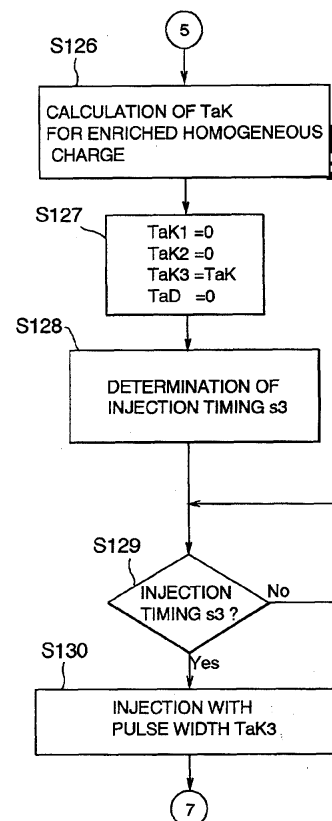 5
S126
CALCULATION OF TaK
FOR ENRICHED HOMOGENEOUS
CHARGE
S127
TaK1 =0
TaK2 =0
TaK3 =TaK
TaD =0
S128
DETERMINATION OF
INJECTION TIMING s3
S129
INJECTION
TIMING s3 ?
No
Yes
S130
INJECTION WITH
PULSE WIDTH TaK3
7